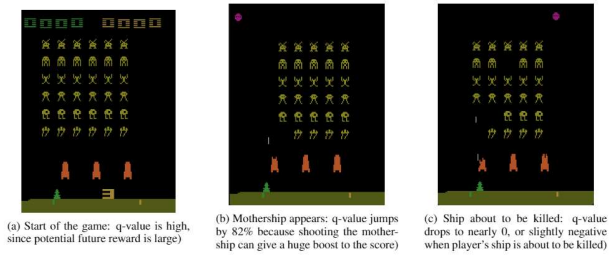 (a) Start of the game: q-value is high,
since potential future reward is large)
(b) Mothership appears: q-value jumps
by 82% because shooting the mother-
ship can give a huge boost to the score)
(c) Ship about to be killed: q-value
drops to nearly 0, or slightly negative
when player's ship is about to be killed)